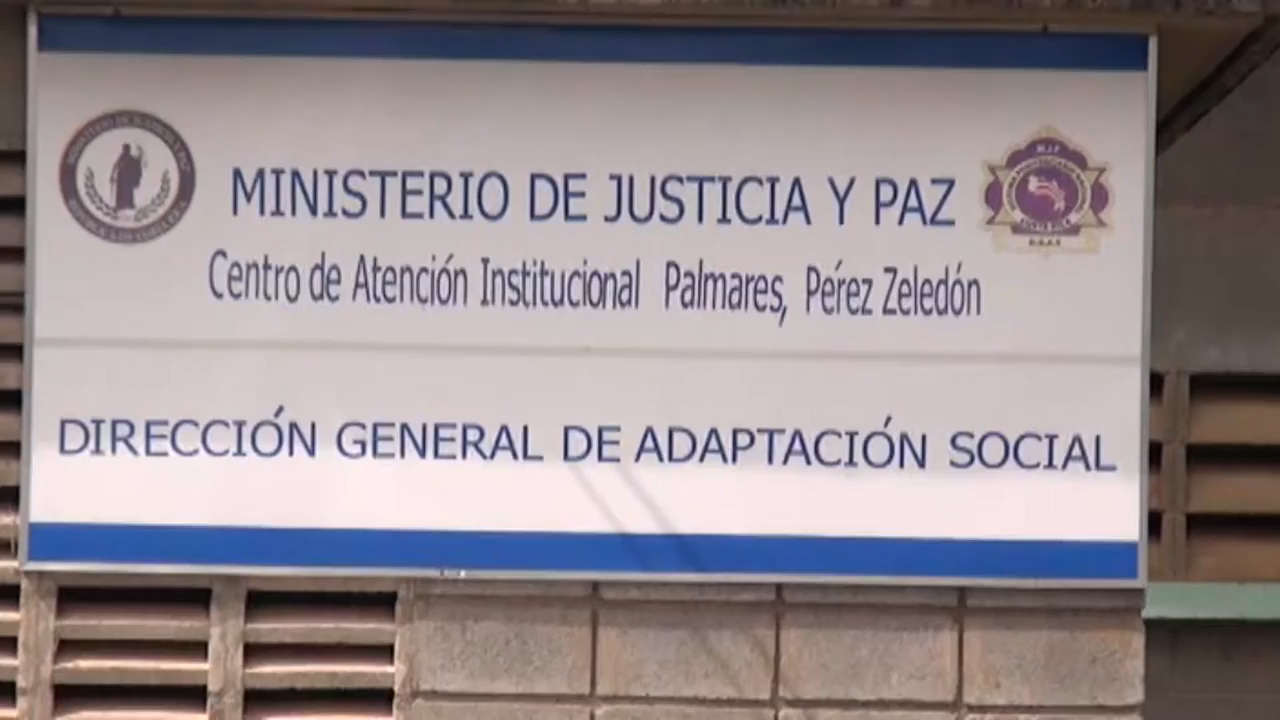 MINISTERIO DE JUSTICIA Y PAZ
Centro de Atención Institucional Palmares, Pérez Zeledón
DIRECCIÓN GENERAL DE ADAPTACIÓN SOCIAL